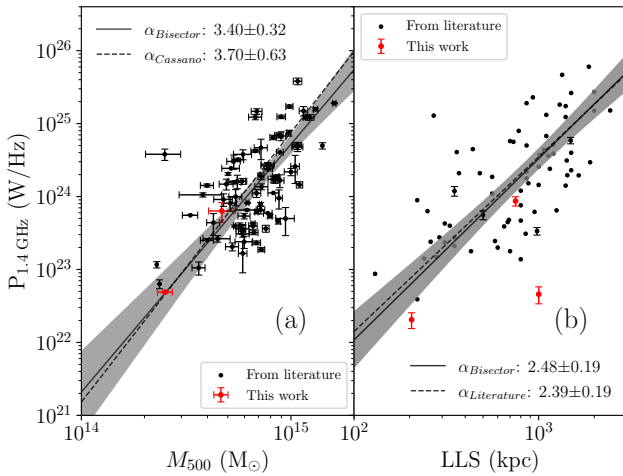 α_Bisector: 3.40±0.32
α_Cassano: 3.70±0.63
(a)
From literature
This work
From literature
This work
(b)
α_Bisector: 2.48±0.19
α_Literature: 2.39±0.19
10^26
10^25
10^24
10^23
10^22
10^21
P_1.4 GHz (W/Hz)
10^14
10^15
10^2
10^3
M_500 (M_⊙)
LLS (kpc)